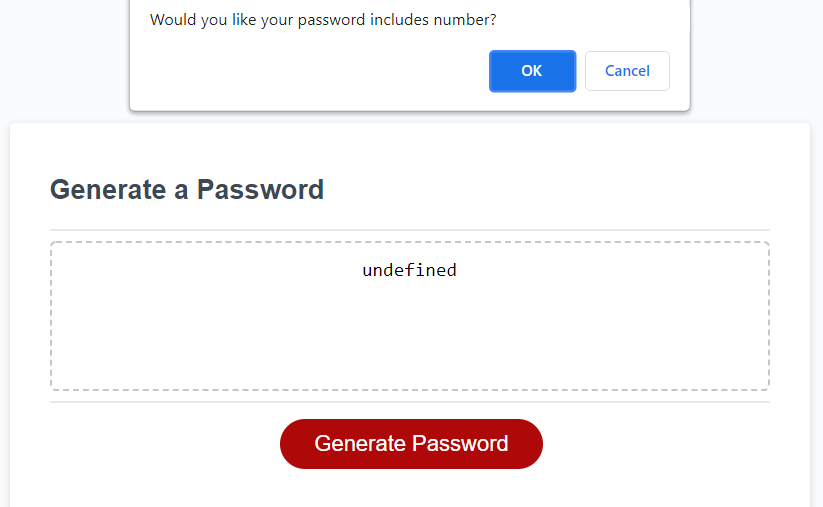 Would you like your password includes number?
OK
Cancel
Generate a Password
undefined
Generate Password